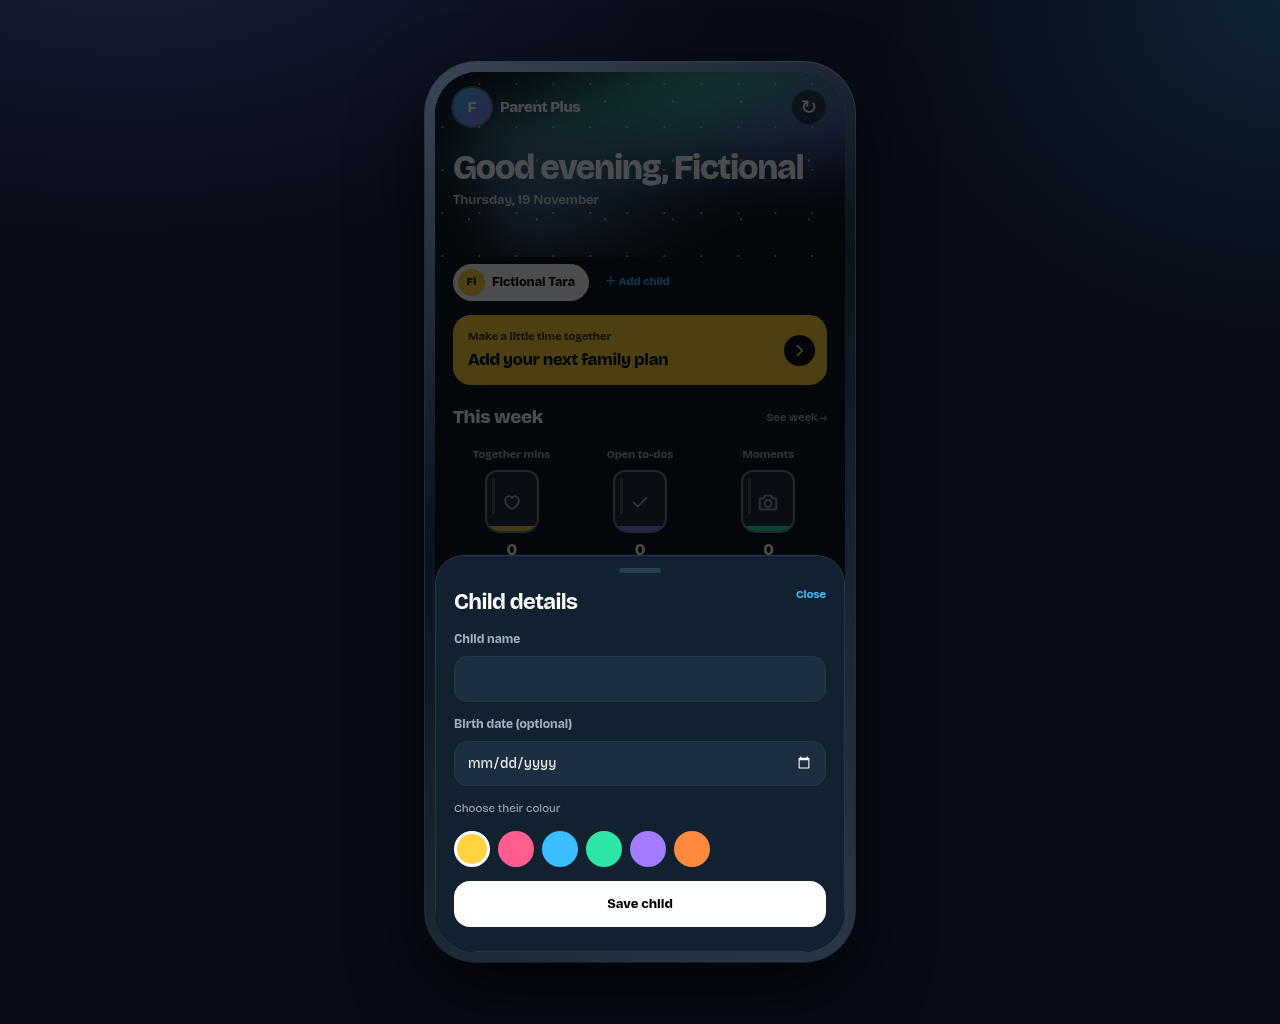 F
Parent Plus
↻
Good evening, Fictional
Thursday, 19 November
FI
Fictional Tara
+ Add child
Make a little time together
Add your next family plan
This week
See week →
Together mins
Open to-dos
Moments
0
0
0
Child details
Close
Child name
Birth date (optional)
mm/dd/yyyy
Choose their colour
Save child